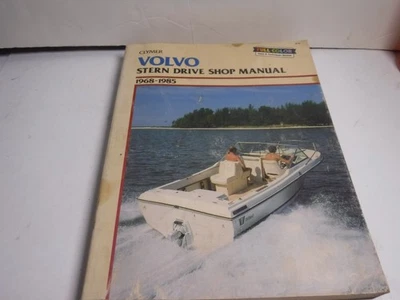 CLYMER
VOLVO
STERN DRIVE SHOP MANUAL
1968-1985